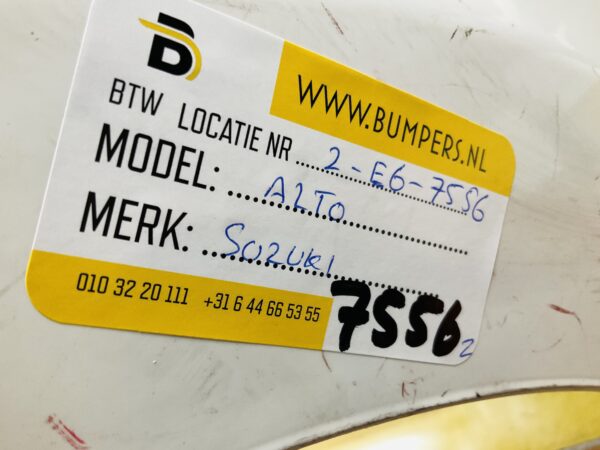 B
WWW.BUMPERS.NL
BTW LOCATIE NR 2-E6-7556
MODEL: ALTO
MERK: SUZUKI
010 32 20 111 +31 6 44 66 53 55
7556 2